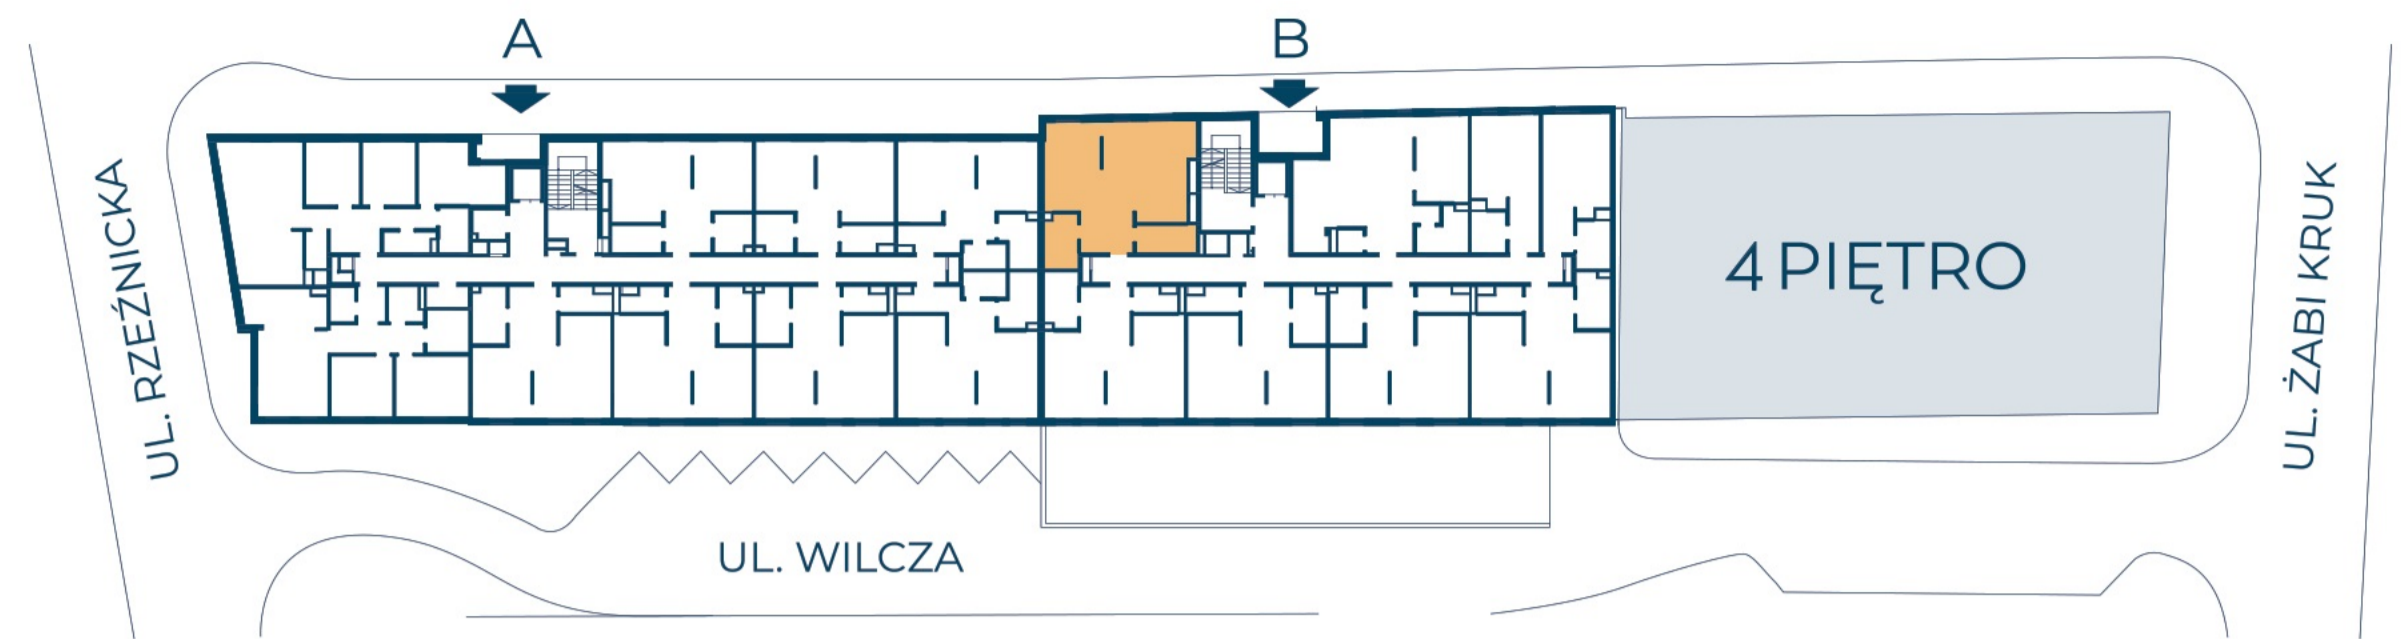 A
B
UL. RZEŹNICKA
4 PIĘTRO
UL. ŻABI KRUK
UL. WILCZA